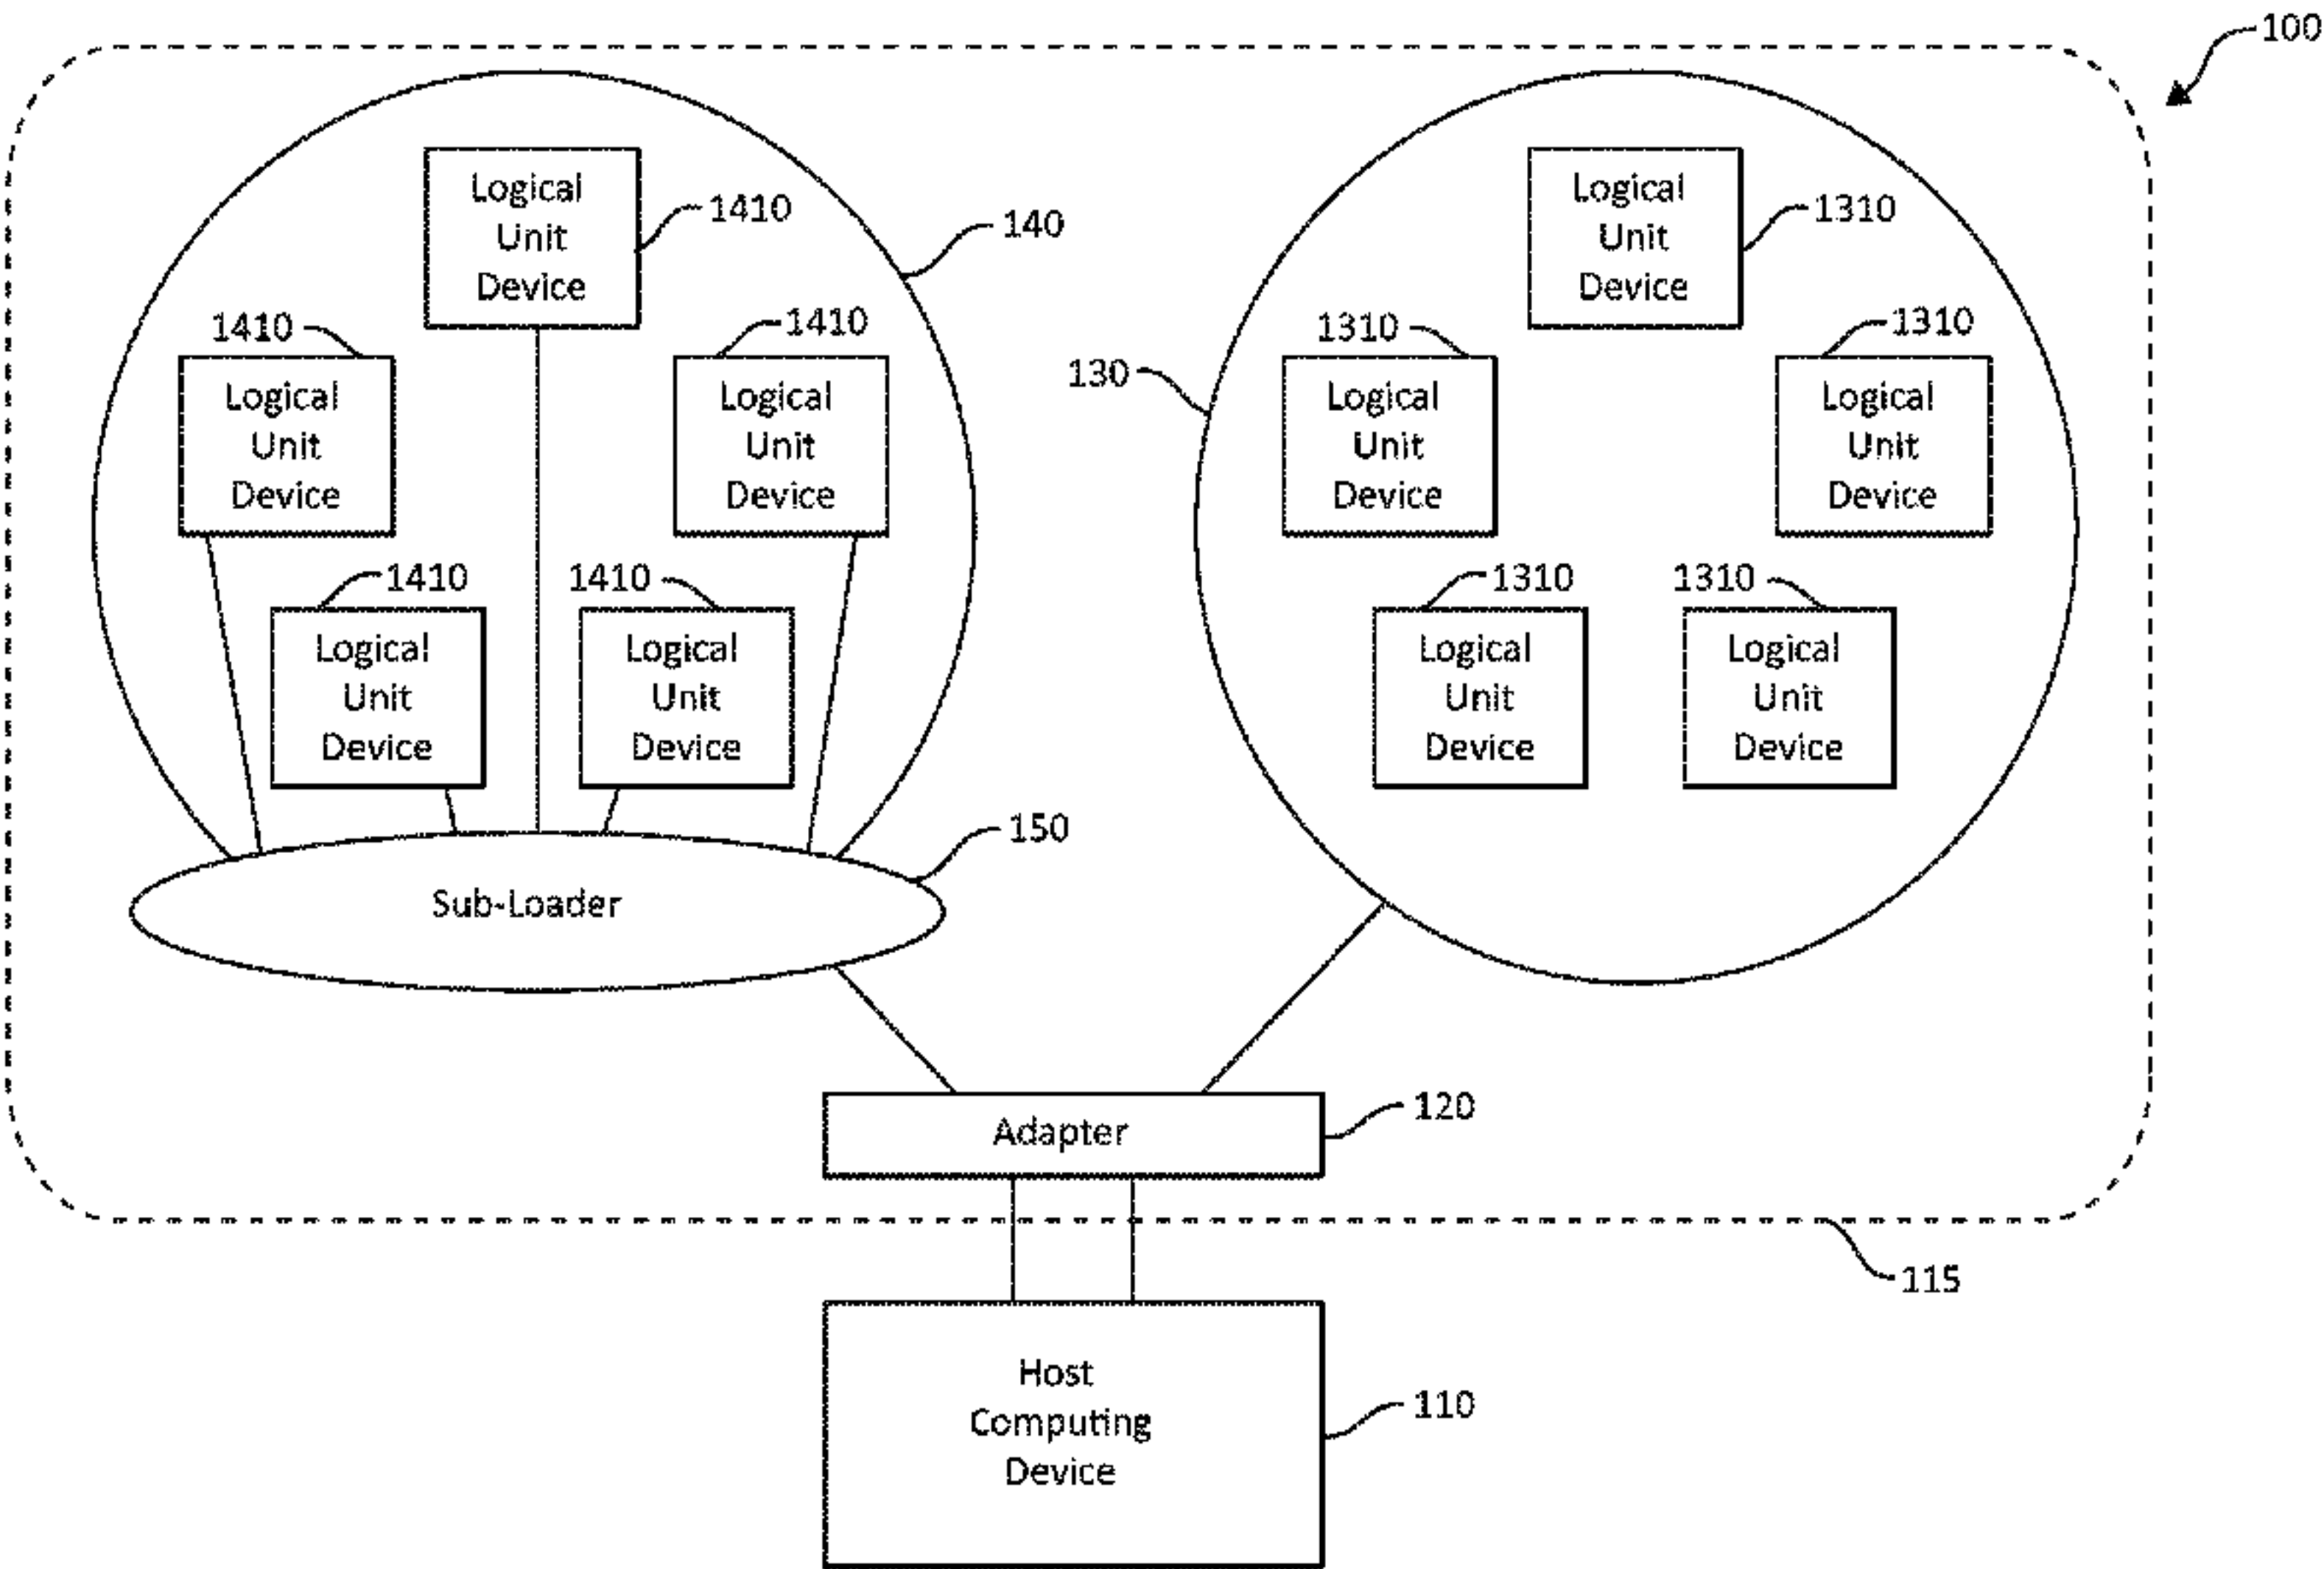 100
Logical
Unit
Device
1410
140
Logical
Unit
Device
1310
1410
Logical
Unit
Device
1410
Logical
Unit
Device
130
1310
Logical
Unit
Device
1310
Logical
Unit
Device
1410
Logical
Unit
Device
1410
Logical
Unit
Device
1310
Logical
Unit
Device
1310
Logical
Unit
Device
150
Sub-Loader
Adapter
120
115
Host
Computing
Device
110